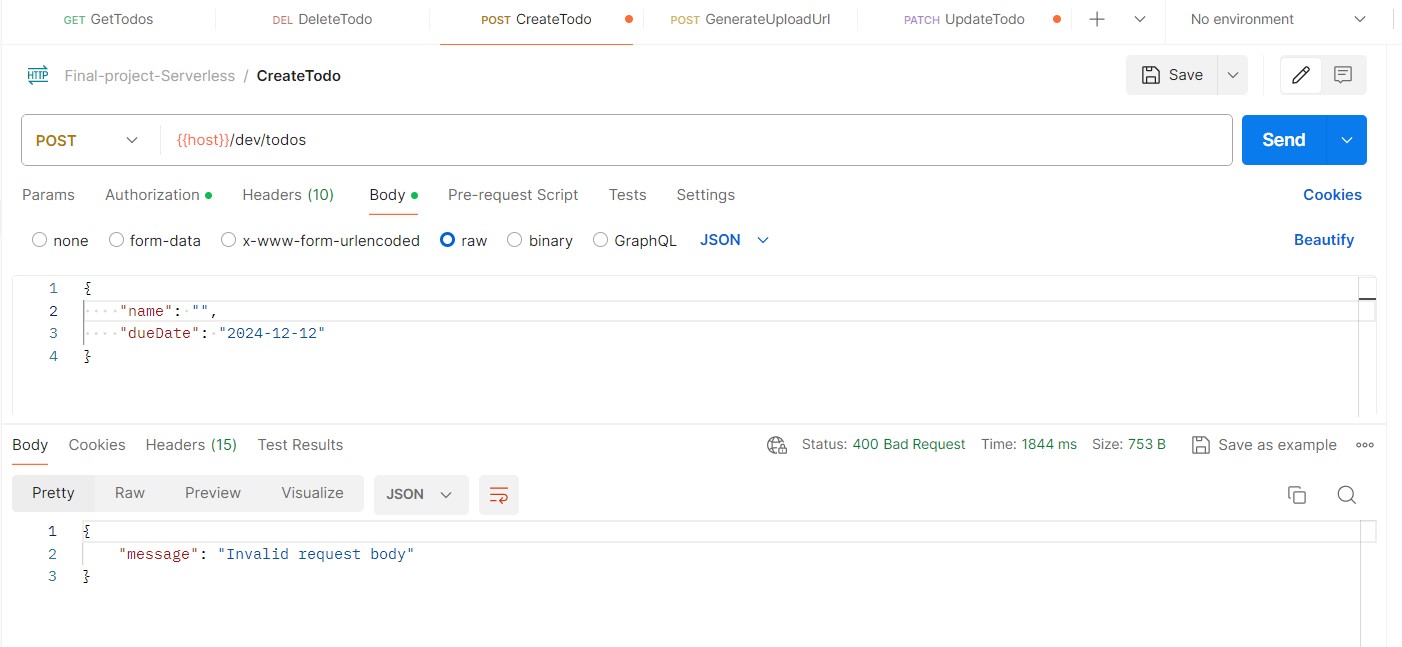 GET GetTodos DEL DeleteTodo POST CreateTodo POST GenerateUploadUrl PATCH UpdateTodo No environment
HTTP Final-project-Serverless / CreateTodo Save
POST {{host}}/dev/todos Send
Params Authorization Headers (10) Body Pre-request Script Tests Settings Cookies
none form-data x-www-form-urlencoded raw binary GraphQL JSON Beautify
1 {
2 "name": "",
3 "dueDate": "2024-12-12"
4 }
Body Cookies Headers (15) Test Results Status: 400 Bad Request Time: 1844 ms Size: 753 B Save as example
Pretty Raw Preview Visualize JSON
1 {
2 "message": "Invalid request body"
3 }